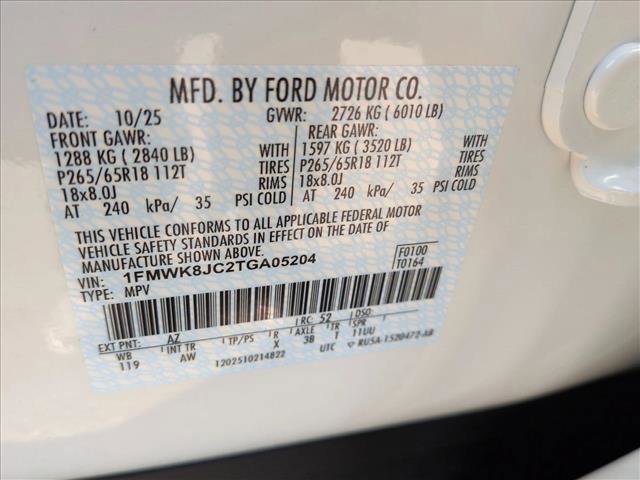 MFD. BY FORD MOTOR CO.
DATE: 10/25 GVWR: 2726 KG ( 6010 LB)
FRONT GAWR: REAR GAWR:
1288 KG ( 2840 LB) WITH 1597 KG ( 3520 LB) WITH
P265/65R18 112T TIRES P265/65R18 112T TIRES
18x8.0J RIMS 18x8.0J RIMS
AT 240 kPa/ 35 PSI COLD AT 240 kPa/ 35 PSI COLD
THIS VEHICLE CONFORMS TO ALL APPLICABLE FEDERAL MOTOR
VEHICLE SAFETY STANDARDS IN EFFECT ON THE DATE OF
MANUFACTURE SHOWN ABOVE.
VIN: 1FMWK8JC2TGA05204 F0100
TYPE: MPV T0164
EXT PNT: AZ RC: 52 DSO:
WB INT TR TP/PS R AXLE TR SPR
119 AW X 38 T 11UU
1202510214822 UTC RU5A-1520472-AB